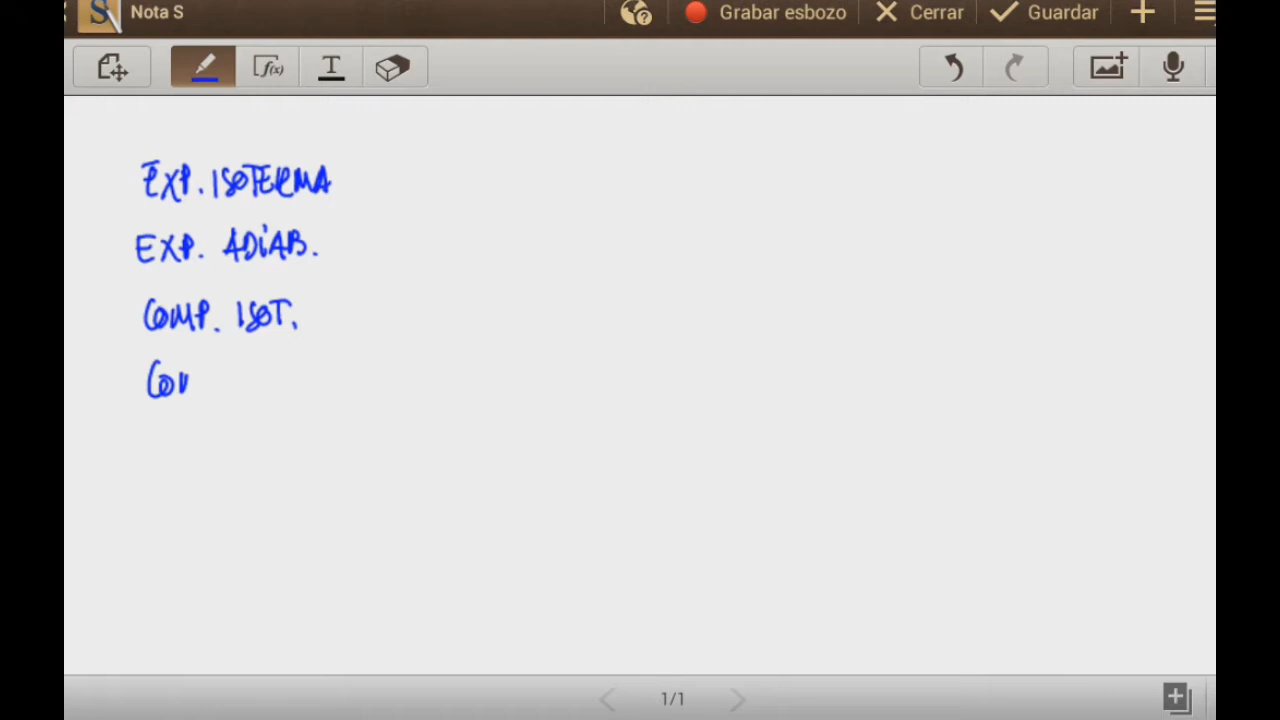 Nota S
Grabar esbozo
Cerrar
Guardar
f(x)
T
EXP. ISOTERMA
EXP. ADIAB.
COMP. ISOT.
1/1